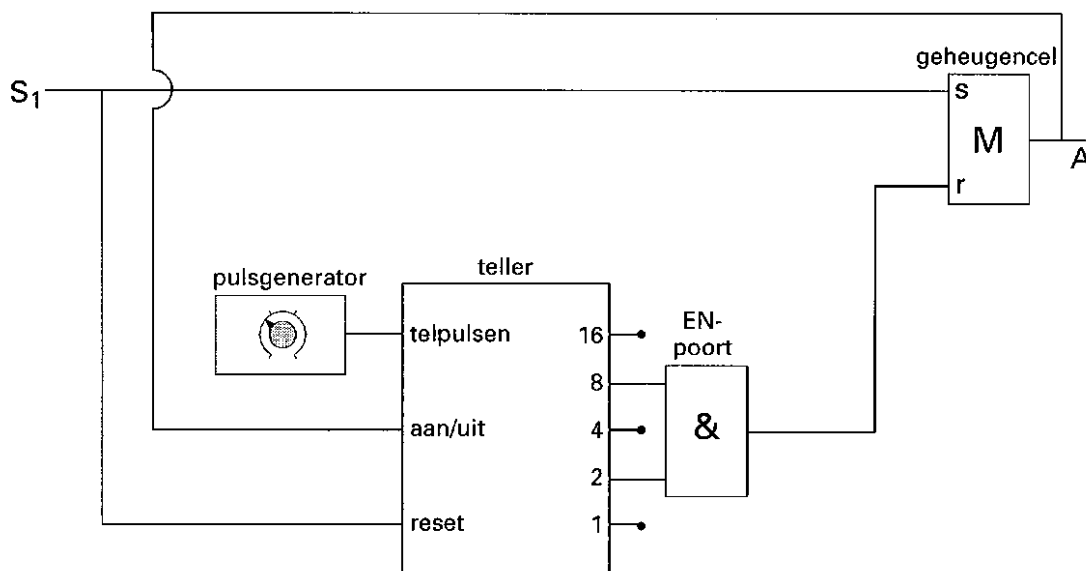 geheugencel
S₁
s
M
A
r
teller
pulsgenerator
EN-
poort
telpulsen
16
8
aan/uit
4
&
2
reset
1